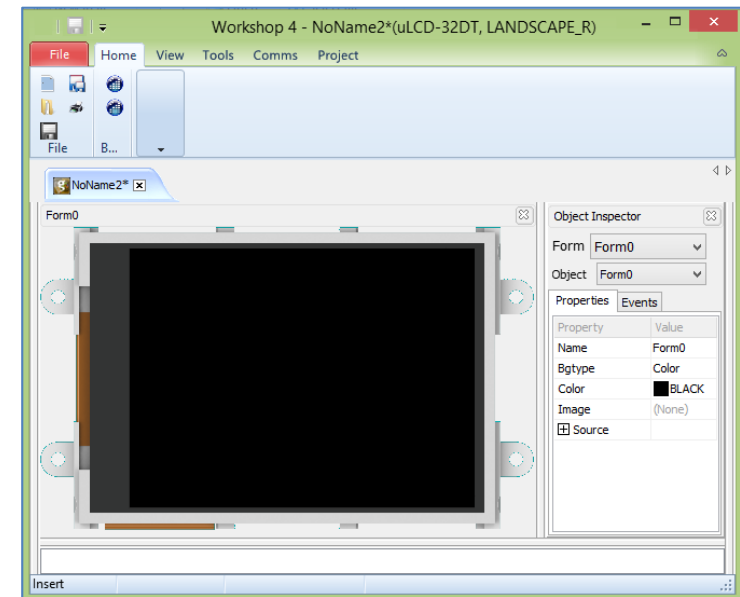 Workshop 4 - NoName2*(uLCD-32DT, LANDSCAPE_R)
File Home View Tools Comms Project
File B...
NoName2*
Form0
Object Inspector
Form Form0
Object Form0
Properties Events
Property Value
Name Form0
Bgtype Color
Color BLACK
Image (None)
Source
Insert